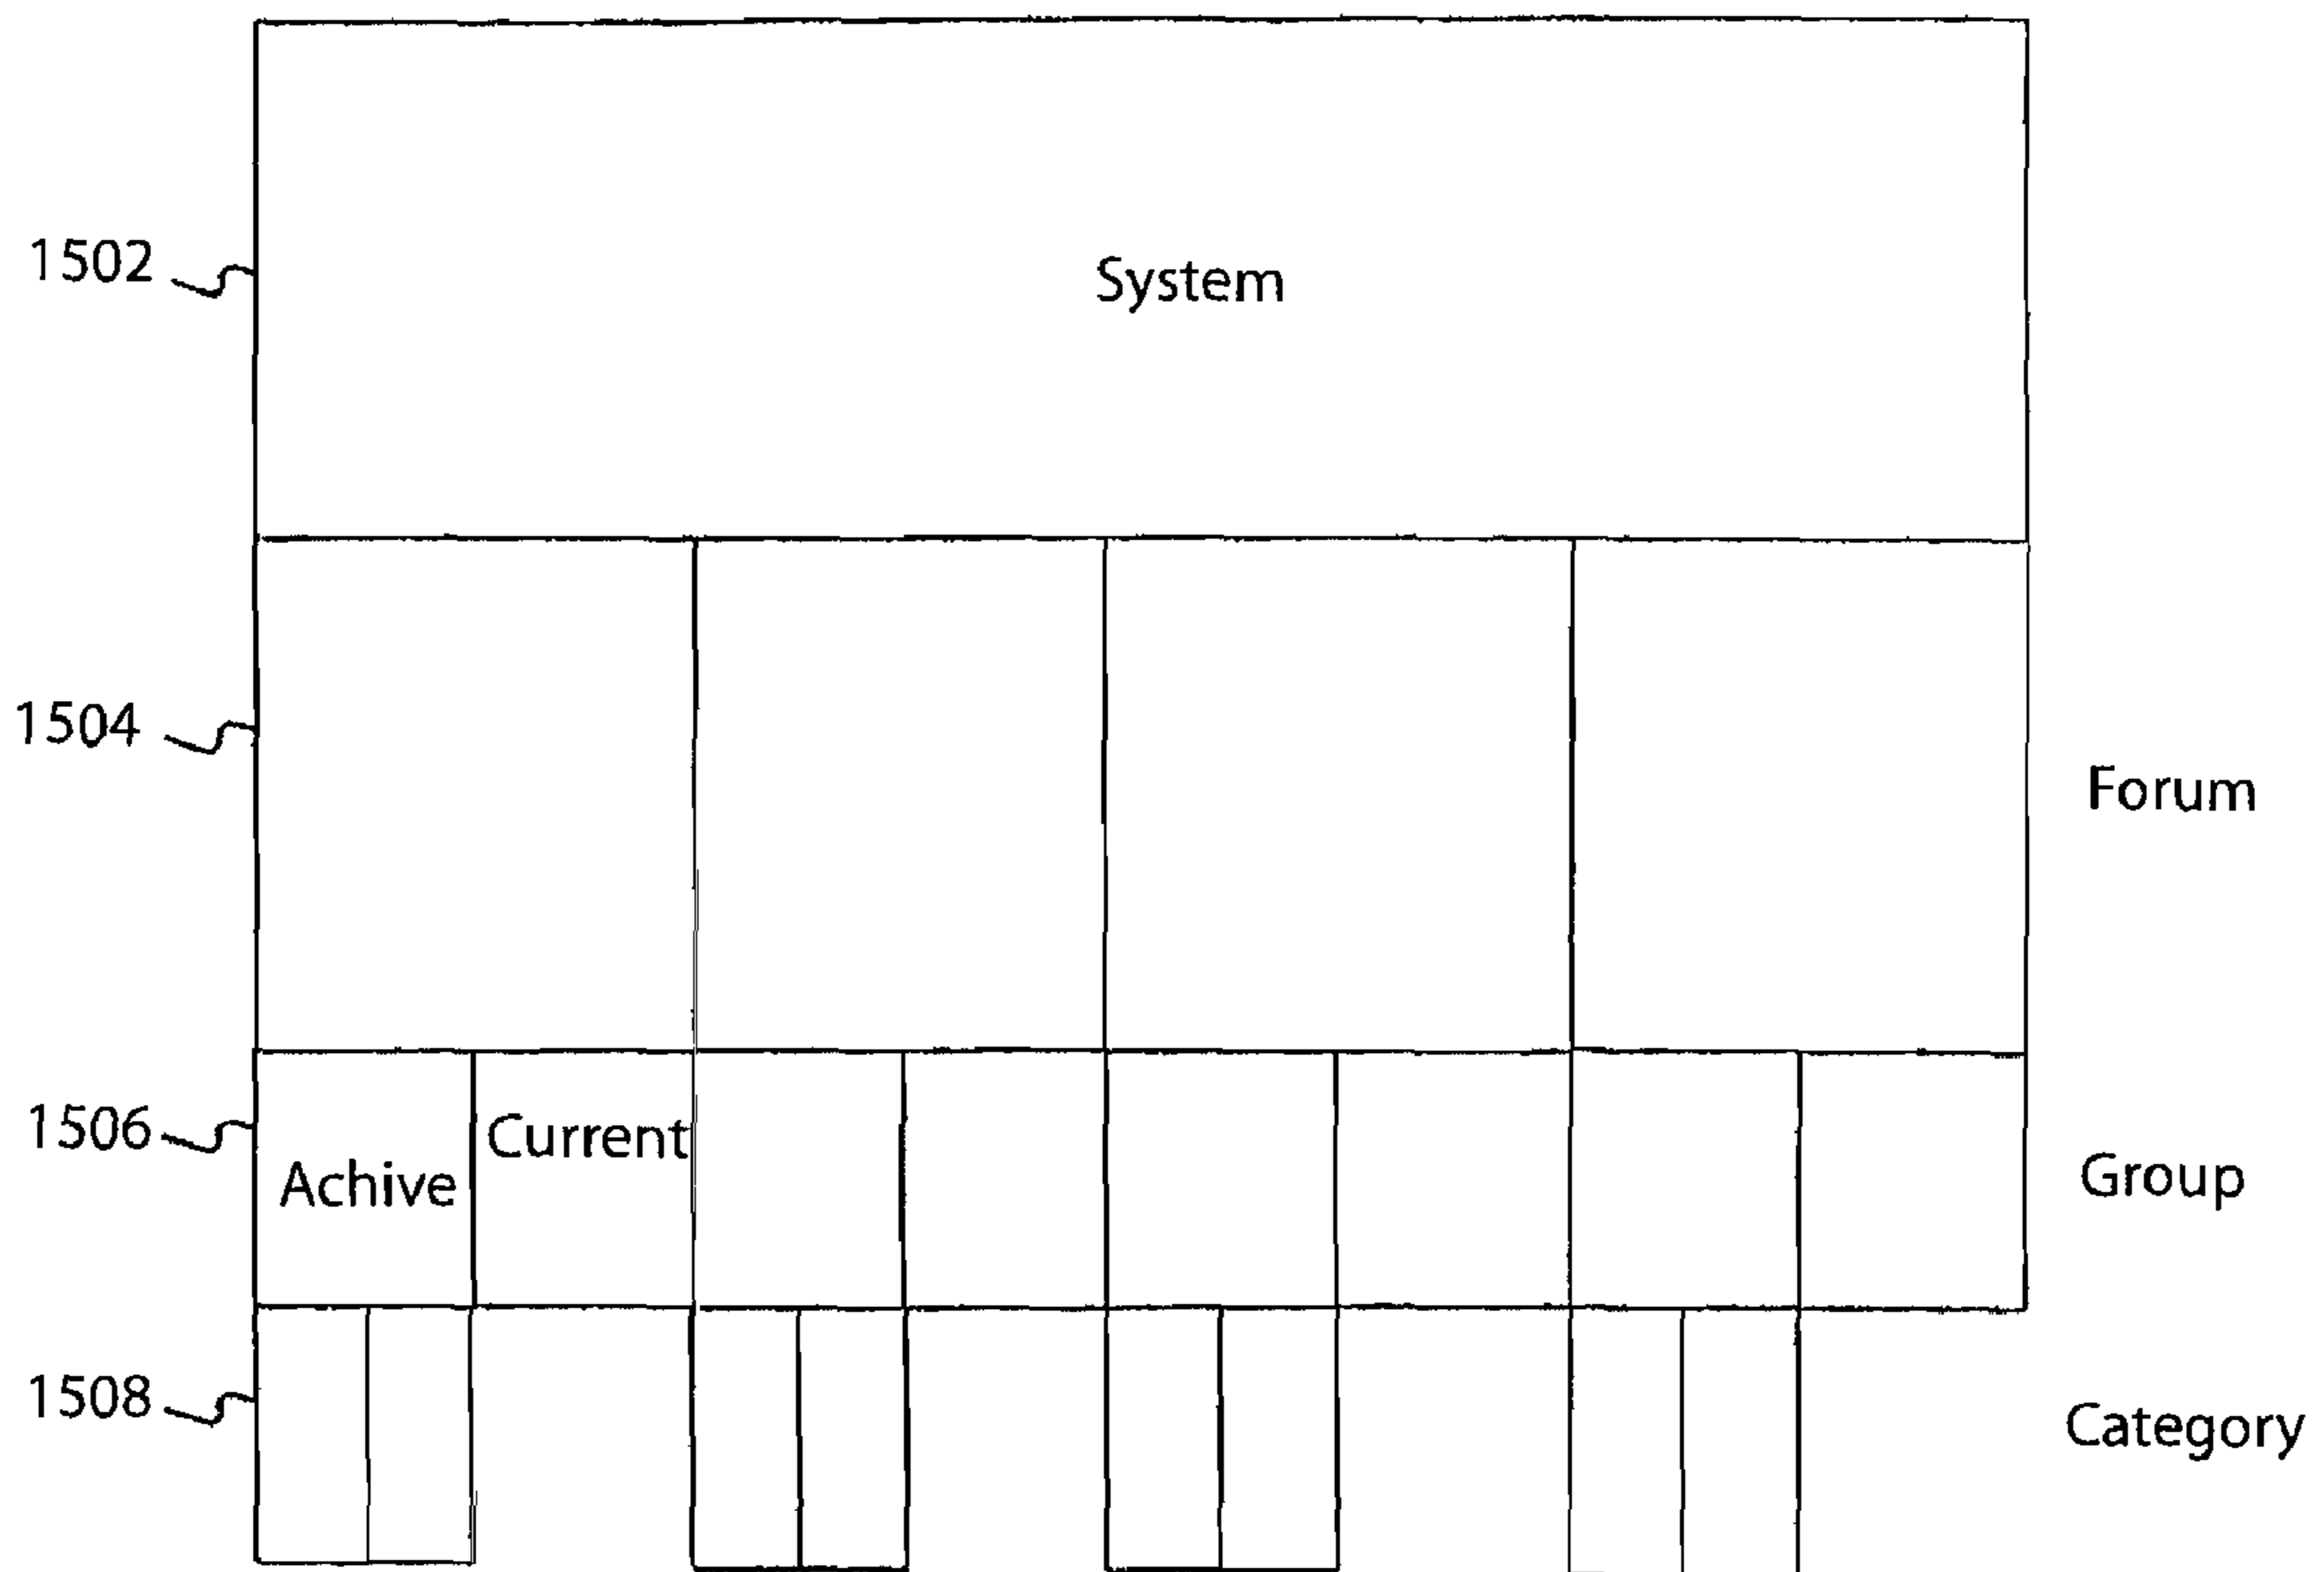 1502
System
1504
Forum
1506
Achive
Current
Group
1508
Category